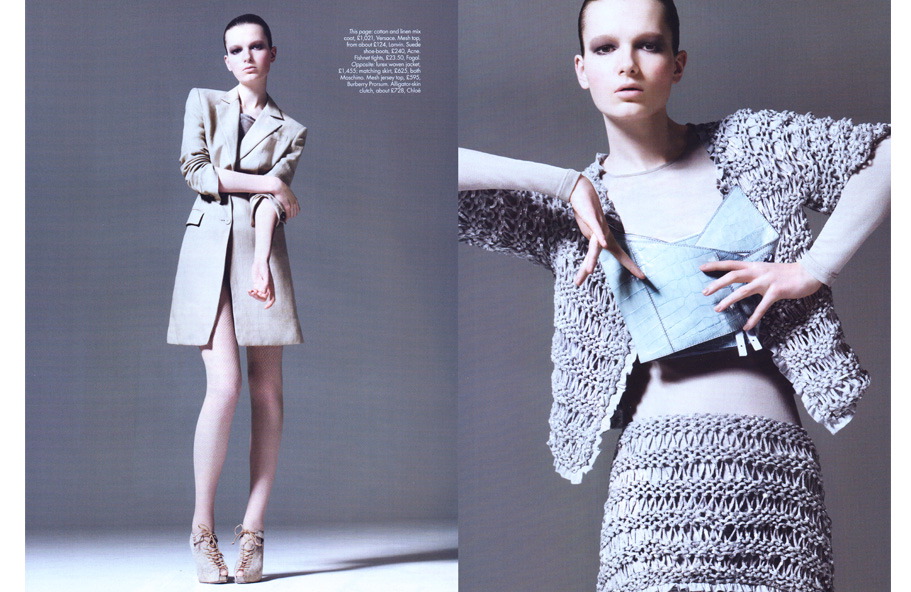 This page: cotton and linen mix
coat, £1,021, Versace. Mesh top,
from about £124, Lanvin. Suede
shoe-boots, £240, Acne.
Fishnet tights, £23.50, Fogal.
Opposite: lurex woven jacket,
£1,455; matching skirt, £625, both
Moschino. Mesh jersey top, £595,
Burberry Prorsum. Alligator-skin
clutch, about £728, Chloé